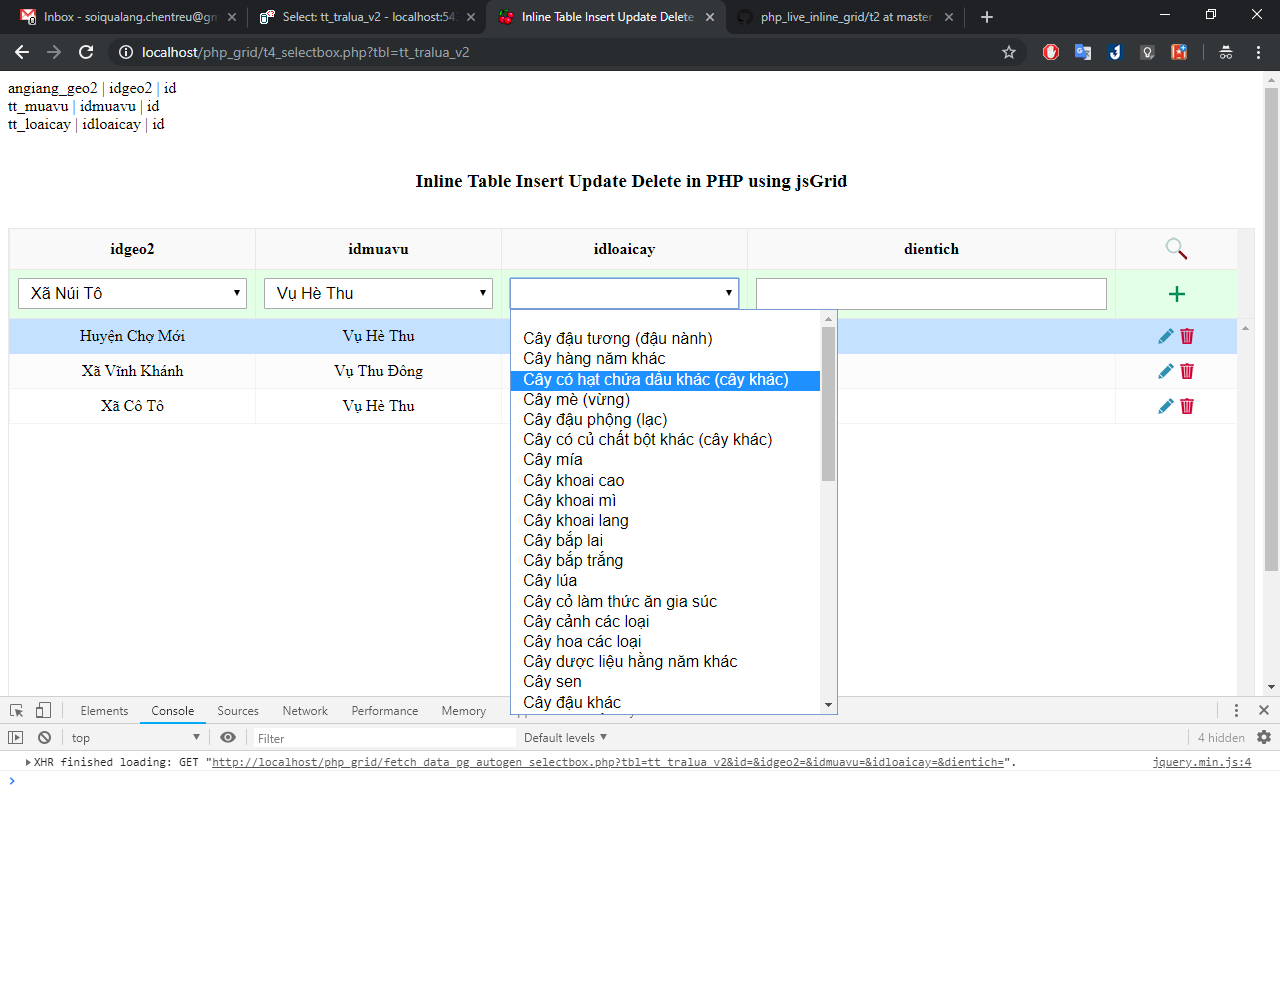 Inbox - soiqualang.chentreu@gm
Select: tt_tralua_v2 - localhost:543
Inline Table Insert Update Delete
php_live_inline_grid/t2 at master
localhost/php_grid/t4_selectbox.php?tbl=tt_tralua_v2
angiang_geo2 | idgeo2 | id
tt_muavu | idmuavu | id
tt_loaicay | idloaicay | id
Inline Table Insert Update Delete in PHP using jsGrid
idgeo2 idmuavu idloaicay dientich
Xã Núi Tô Vụ Hè Thu
Huyện Chợ Mới Vụ Hè Thu
Xã Vĩnh Khánh Vụ Thu Đông
Xã Cô Tô Vụ Hè Thu
Cây đậu tương (đậu nành)
Cây hàng năm khác
Cây có hạt chứa dầu khác (cây khác)
Cây mè (vừng)
Cây đậu phộng (lạc)
Cây có củ chất bột khác (cây khác)
Cây mía
Cây khoai cao
Cây khoai mì
Cây khoai lang
Cây bắp lai
Cây bắp trắng
Cây lúa
Cây cỏ làm thức ăn gia súc
Cây cảnh các loại
Cây hoa các loại
Cây dược liệu hằng năm khác
Cây sen
Cây đậu khác
Elements Console Sources Network Performance Memory
top Filter Default levels 4 hidden
XHR finished loading: GET "http://localhost/php_grid/fetch_data_pg_autogen_selectbox.php?tbl=tt_tralua_v2&id=&idgeo2=&idmuavu=&idloaicay=&dientich=". jquery.min.js:4